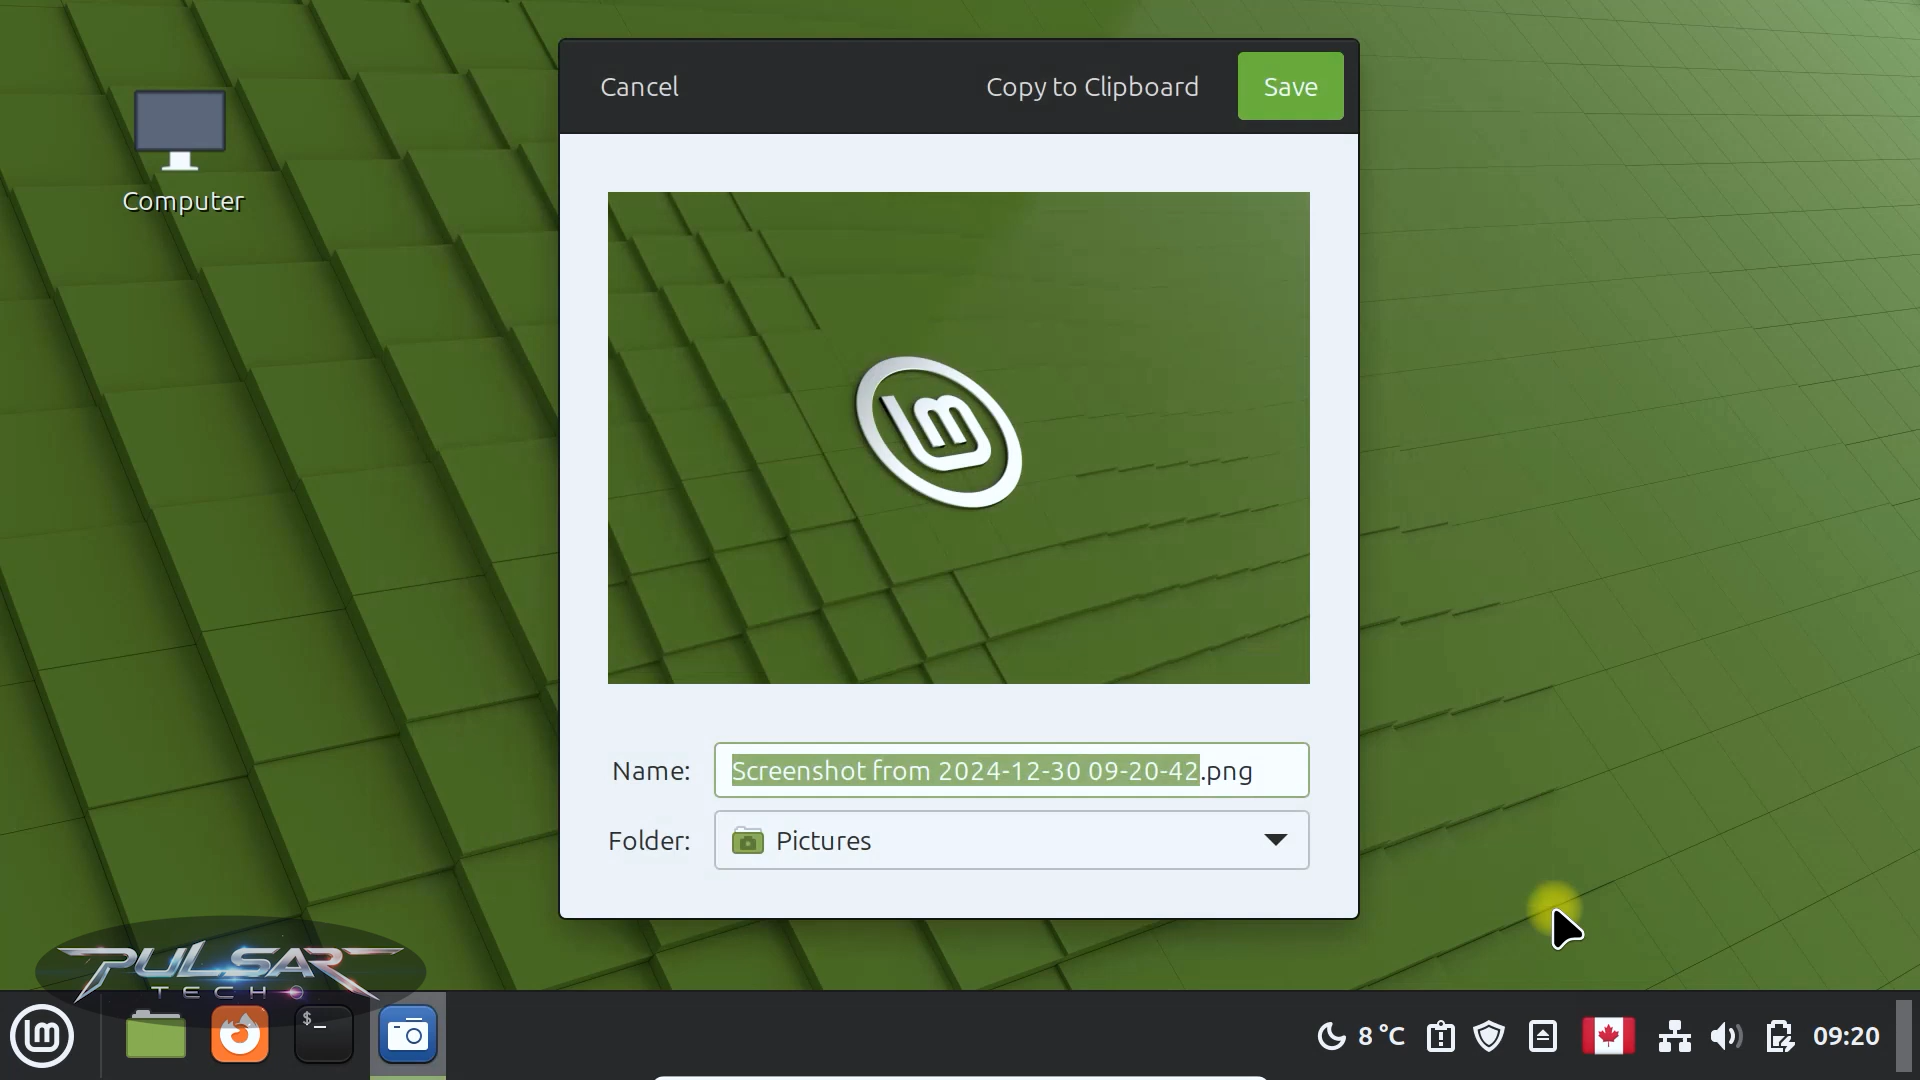 Cancel
Copy to Clipboard
Save
Computer
Name:
Screenshot from 2024-12-30 09-20-42.png
Folder:
Pictures
PULSAR
TECH
$_
8 °C
09:20